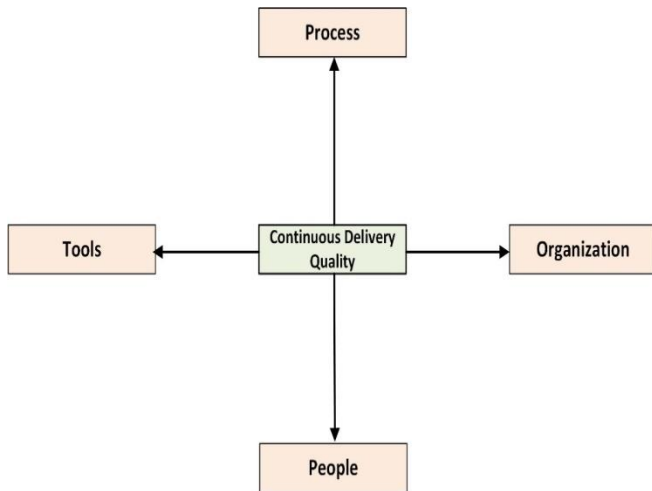 Process
Tools
Continuous Delivery
Quality
Organization
People